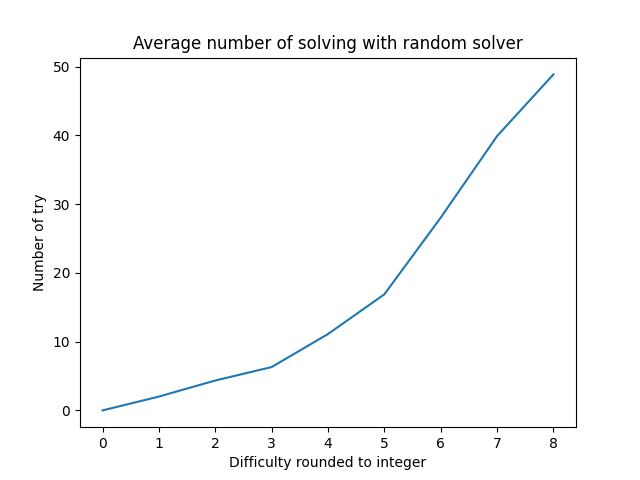 Average number of solving with random solver
50
40
30
20
10
0
Number of try
0 1 2 3 4 5 6 7 8
Difficulty rounded to integer